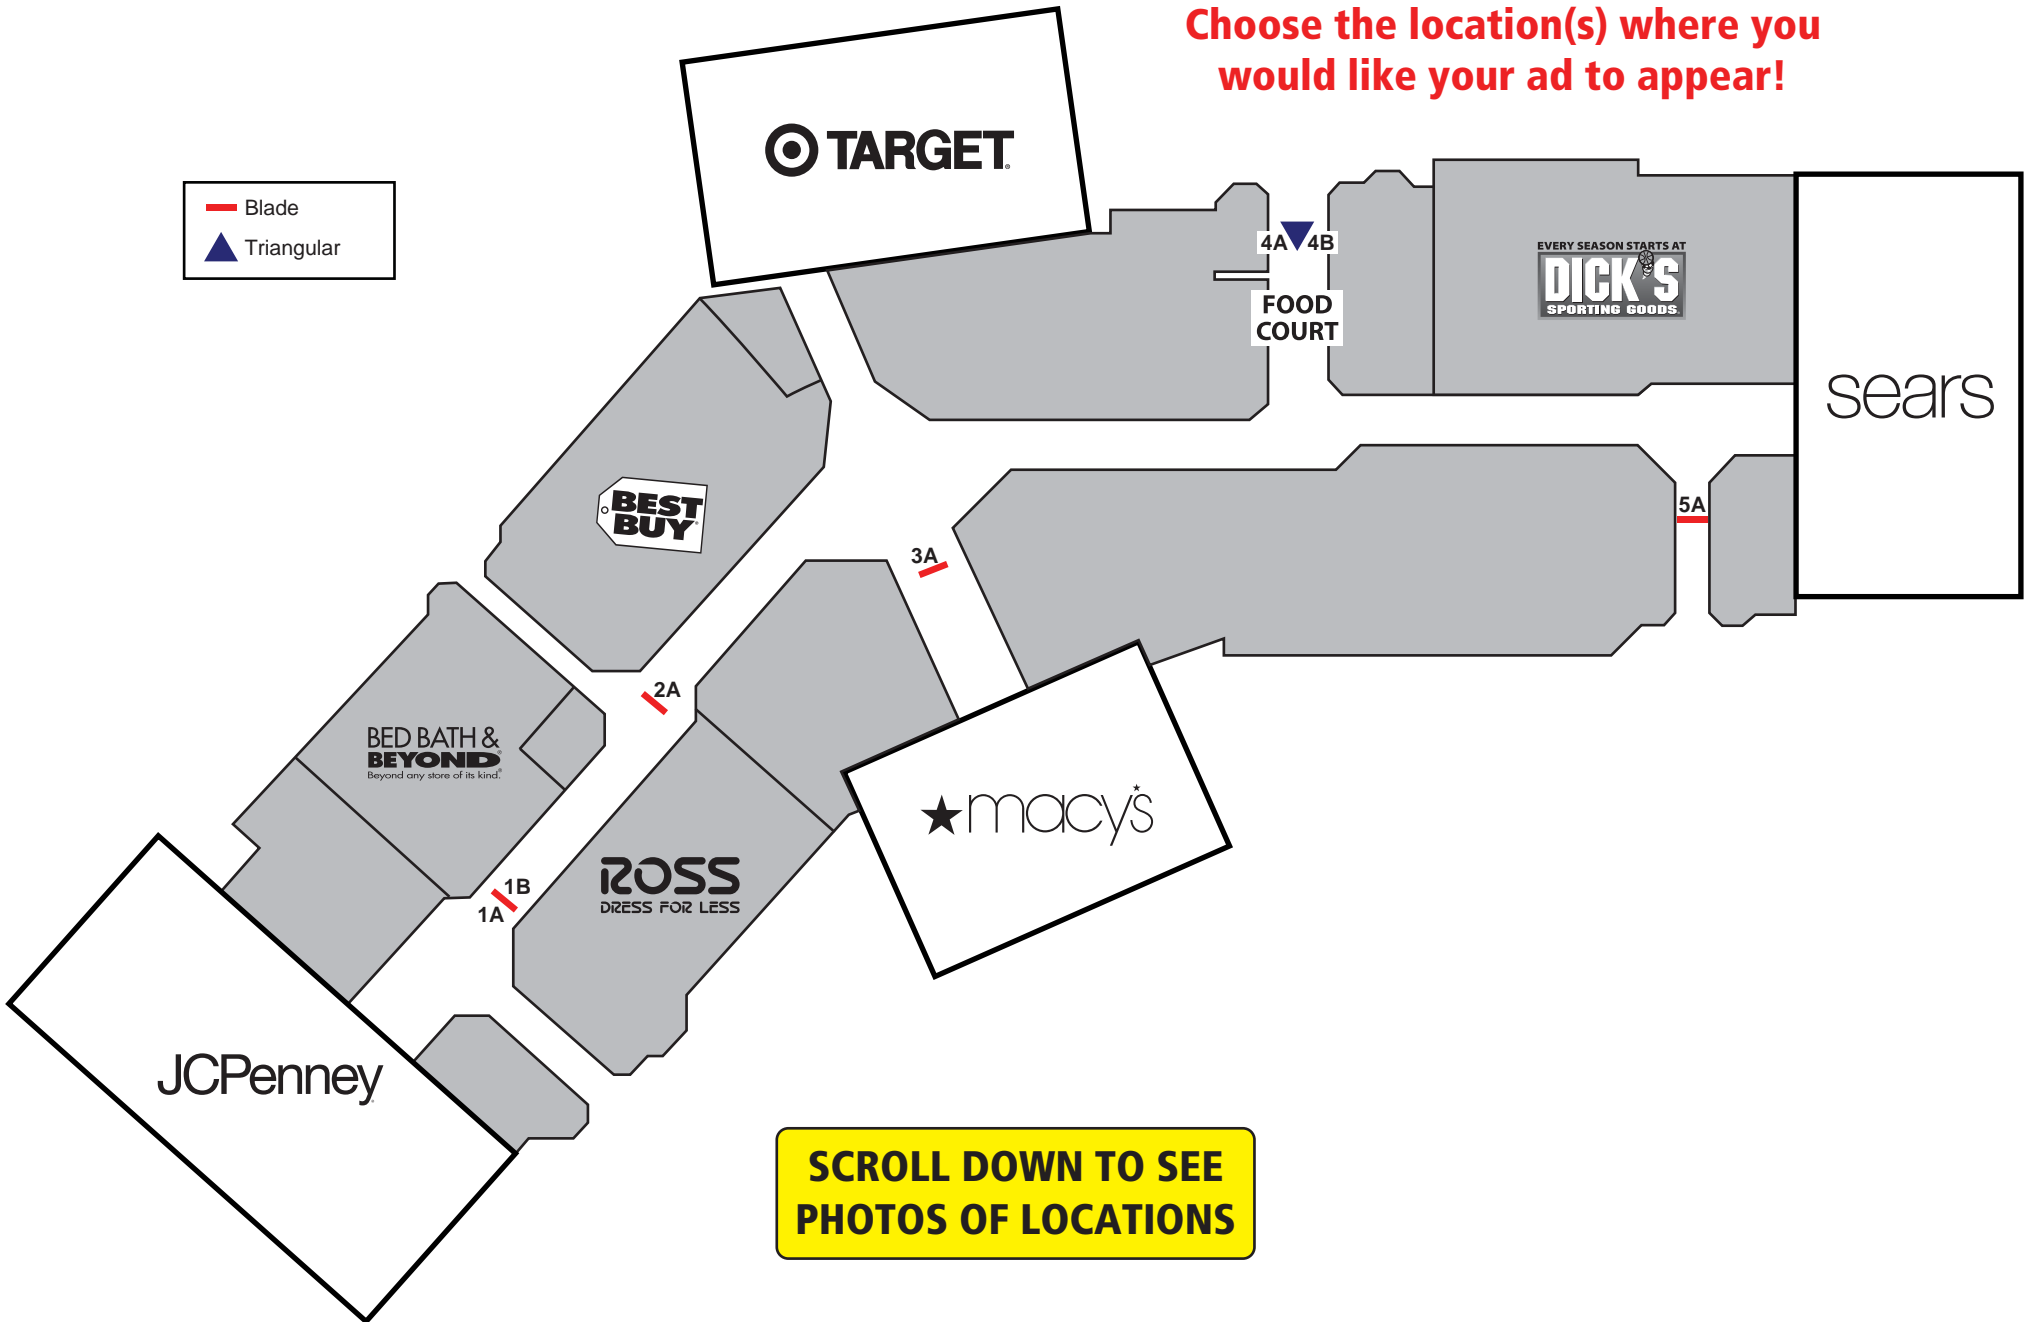 Choose the location(s) where you
would like your ad to appear!
TARGET
Blade
Triangular
4A 4B
FOOD
COURT
EVERY SEASON STARTS AT
DICK'S
SPORTING GOODS
sears
BEST
BUY
5A
3A
2A
BED BATH &
BEYOND
Beyond any store of its kind.
macy's
ROSS
DRESS FOR LESS
1B
1A
JCPenney
SCROLL DOWN TO SEE
PHOTOS OF LOCATIONS